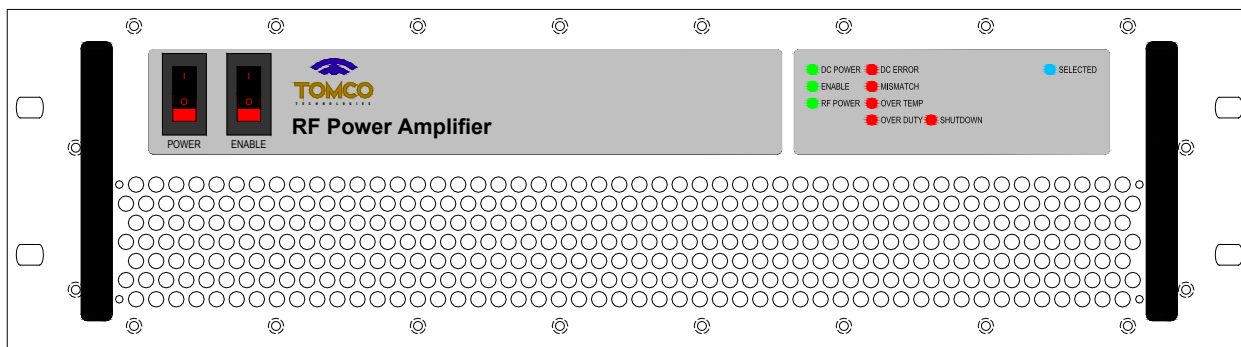 I
O
POWER
I
O
ENABLE
TOMCO
TECHNOLOGIES
RF Power Amplifier
DC POWER DC ERROR SELECTED
ENABLE MISMATCH
RF POWER OVER TEMP
OVER DUTY SHUTDOWN